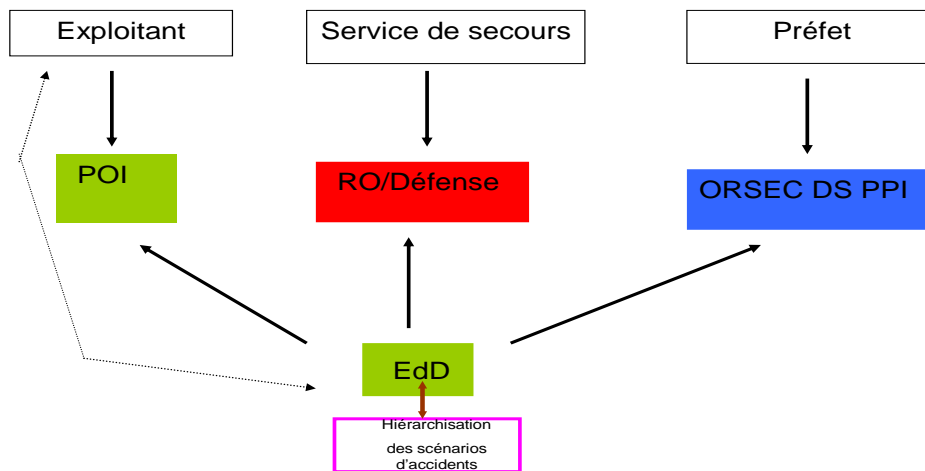 Exploitant
Service de secours
Préfet
POI
RO/Défense
ORSEC DS PPI
EdD
Hiérarchisation
des scénarios
d'accidents